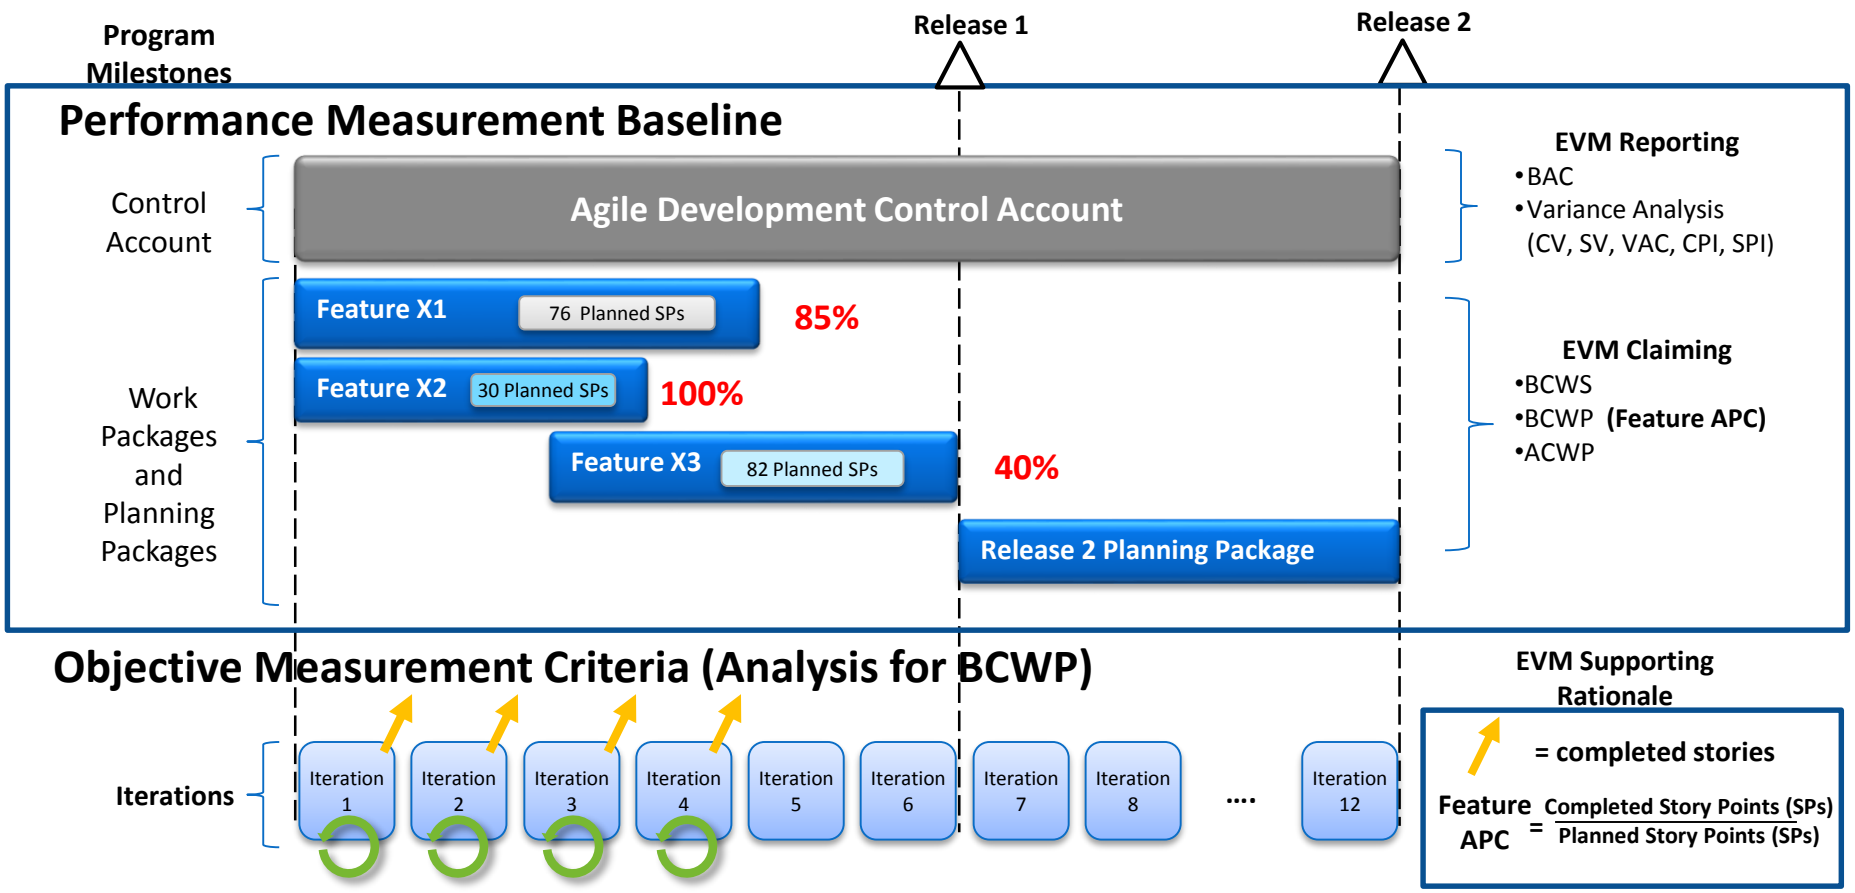 Program
Milestones
Release 1
Release 2
Performance Measurement Baseline
Control
Account
Agile Development Control Account
EVM Reporting
•BAC
•Variance Analysis
(CV, SV, VAC, CPI, SPI)
Work
Packages
and
Planning
Packages
Feature X1
76 Planned SPs
85%
Feature X2
30 Planned SPs
100%
Feature X3
82 Planned SPs
40%
Release 2 Planning Package
EVM Claiming
•BCWS
•BCWP (Feature APC)
•ACWP
Objective Measurement Criteria (Analysis for BCWP)
Iterations
Iteration
1
Iteration
2
Iteration
3
Iteration
4
Iteration
5
Iteration
6
Iteration
7
Iteration
8
....
Iteration
12
EVM Supporting
Rationale
= completed stories
Feature
APC
=
Completed Story Points (SPs)
Planned Story Points (SPs)